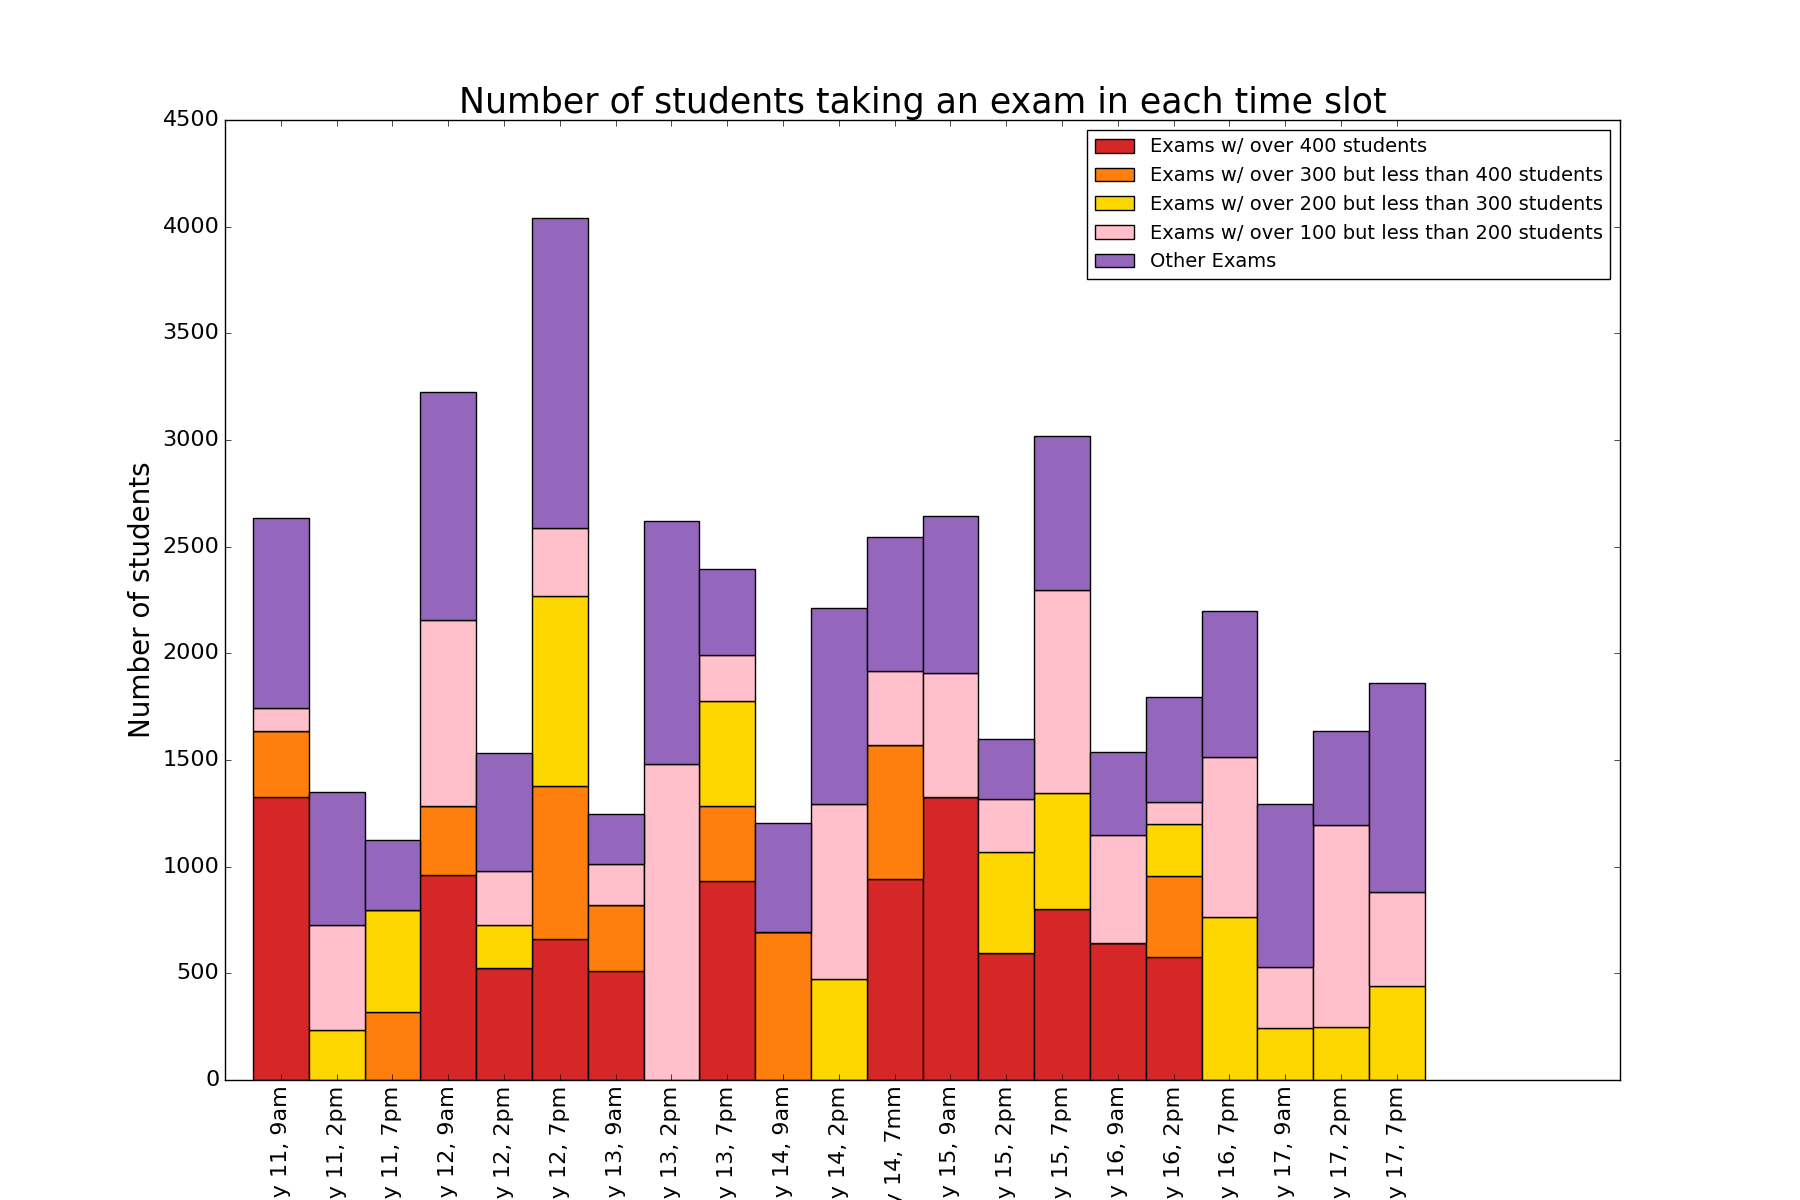 Number of students taking an exam in each time slot
Number of students
4500
4000
3500
3000
2500
2000
1500
1000
500
0
Exams w/ over 400 students
Exams w/ over 300 but less than 400 students
Exams w/ over 200 but less than 300 students
Exams w/ over 100 but less than 200 students
Other Exams
y 11, 9am
y 11, 2pm
y 11, 7pm
y 12, 9am
y 12, 2pm
y 12, 7pm
y 13, 9am
y 13, 2pm
y 13, 7pm
y 14, 9am
y 14, 2pm
y 14, 7mm
y 15, 9am
y 15, 2pm
y 15, 7pm
y 16, 9am
y 16, 2pm
y 16, 7pm
y 17, 9am
y 17, 2pm
y 17, 7pm